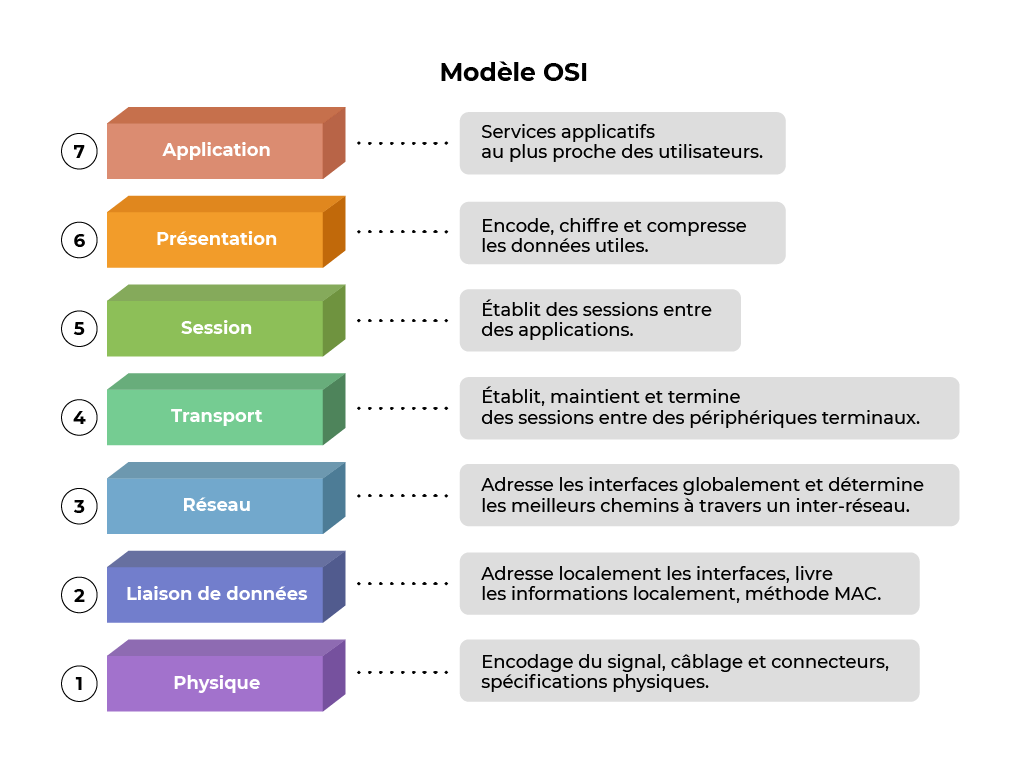 Modèle OSI
7
Application
Services applicatifs
au plus proche des utilisateurs.
6
Présentation
Encode, chiffre et compresse
les données utiles.
5
Session
Établit des sessions entre
des applications.
4
Transport
Établit, maintient et termine
des sessions entre des périphériques terminaux.
3
Réseau
Adresse les interfaces globalement et détermine
les meilleurs chemins à travers un inter-réseau.
2
Liaison de données
Adresse localement les interfaces, livre
les informations localement, méthode MAC.
1
Physique
Encodage du signal, câblage et connecteurs,
spécifications physiques.